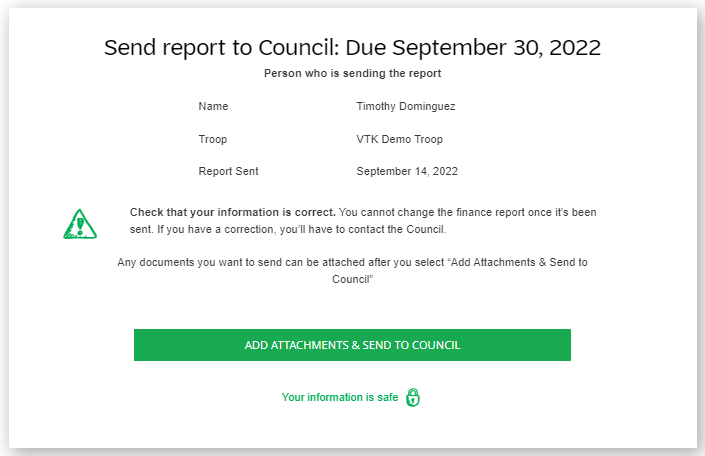 Send report to Council: Due September 30, 2022
Person who is sending the report
Name Timothy Dominguez
Troop VTK Demo Troop
Report Sent September 14, 2022
Check that your information is correct. You cannot change the finance report once it's been
sent. If you have a correction, you'll have to contact the Council.
Any documents you want to send can be attached after you select “Add Attachments & Send to
Council”
ADD ATTACHMENTS & SEND TO COUNCIL
Your information is safe